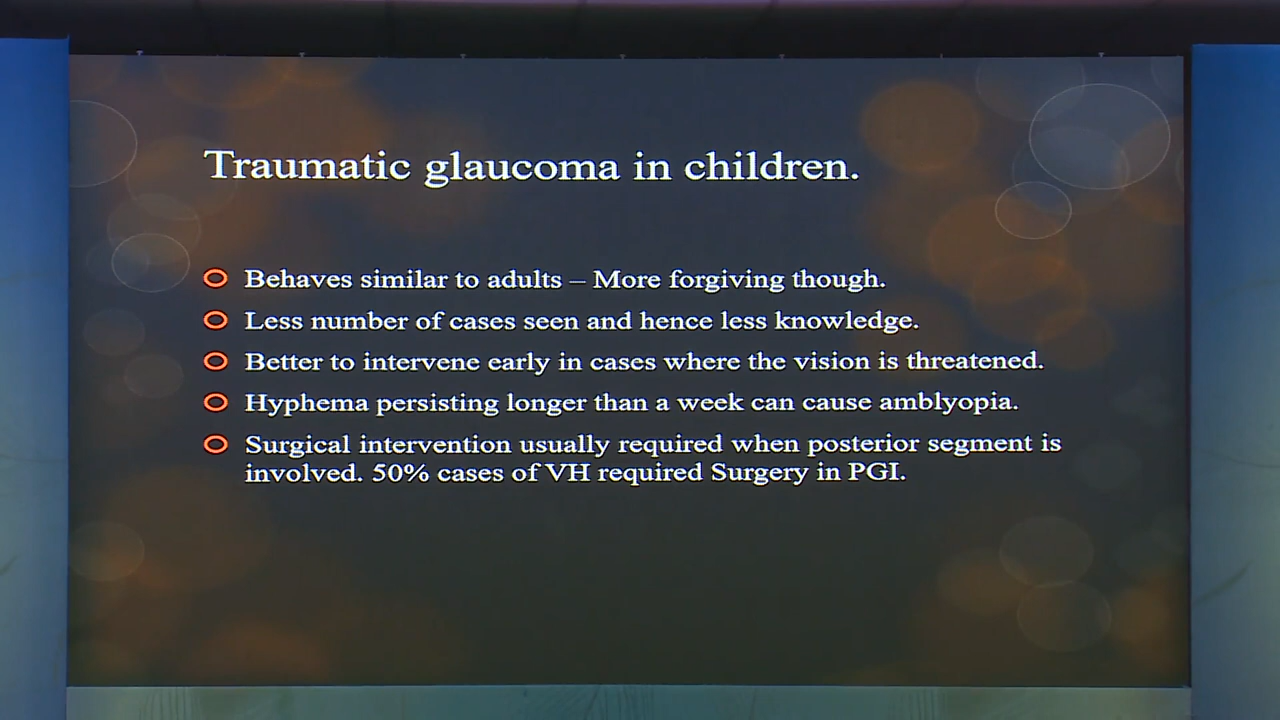 Traumatic glaucoma in children.
Behaves similar to adults – More forgiving though.
Less number of cases seen and hence less knowledge.
Better to intervene early in cases where the vision is threatened.
Hyphema persisting longer than a week can cause amblyopia.
Surgical intervention usually required when posterior segment is
involved. 50% cases of VH required Surgery in PGI.